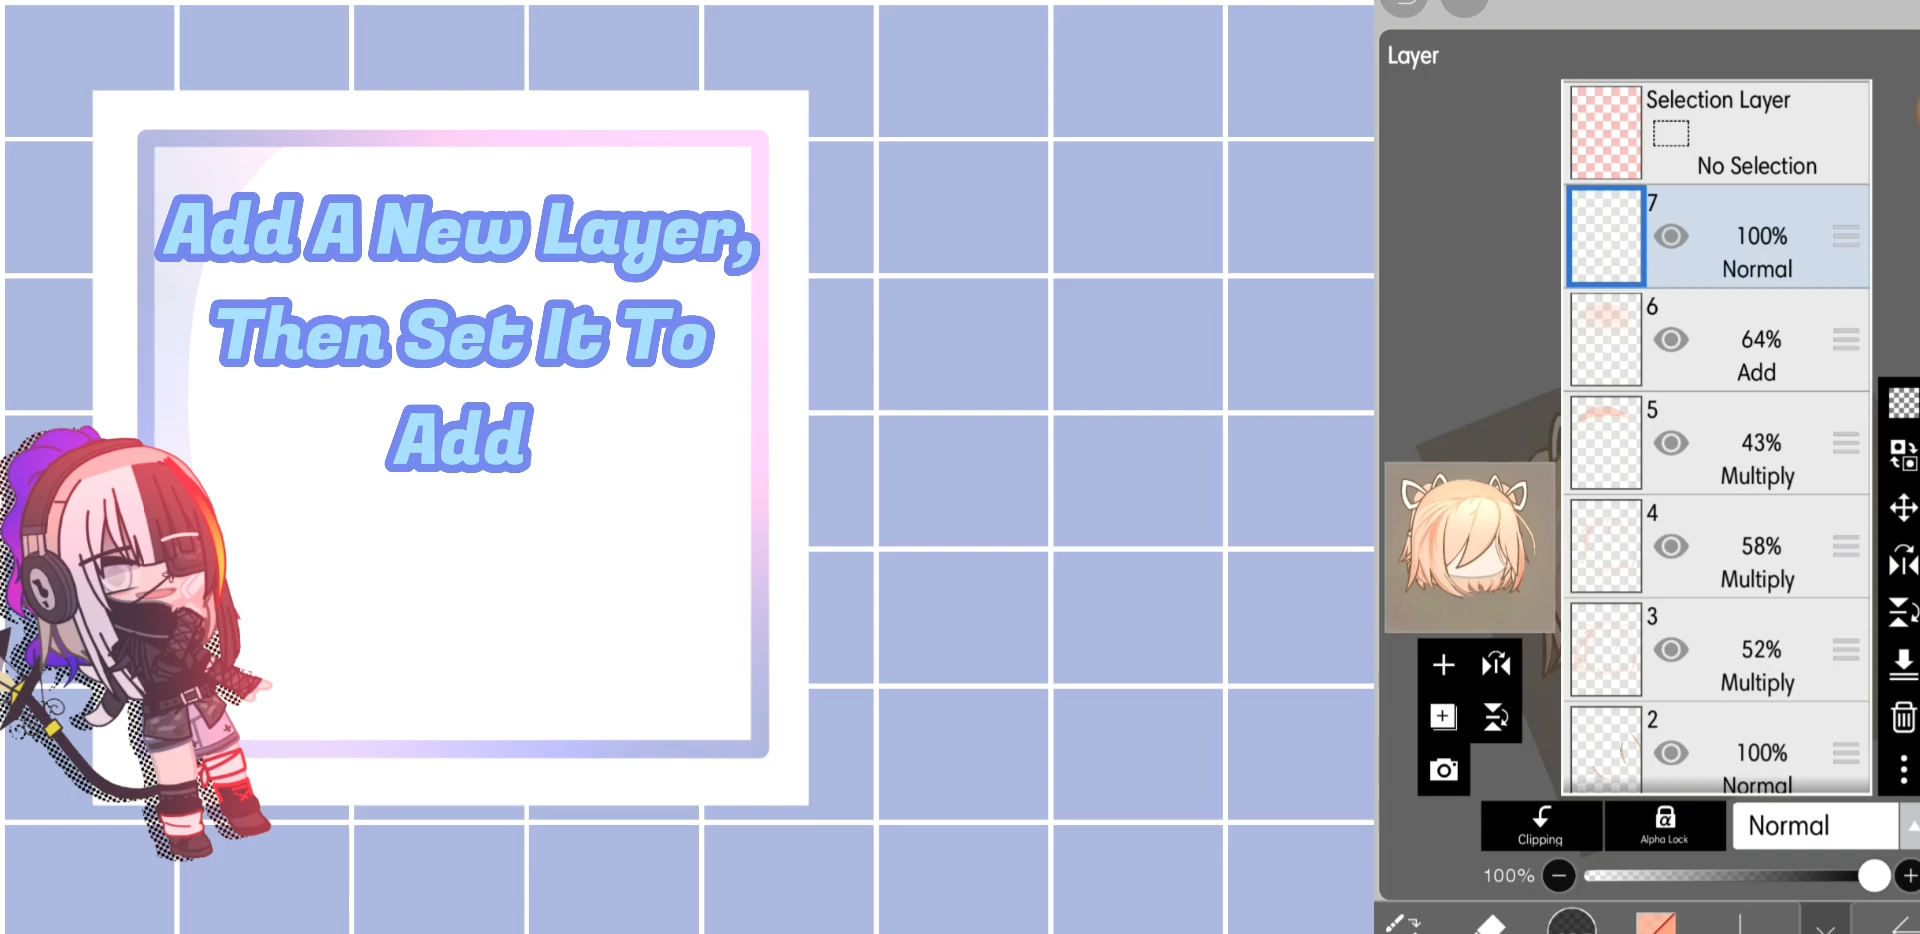 Add A New Layer,
Then Set It To
Add
Layer
Selection Layer
No Selection
7
100%
Normal
6
64%
Add
5
43%
Multiply
4
58%
Multiply
3
52%
Multiply
2
100%
Normal
Clipping
Alpha Lock
Normal
100%